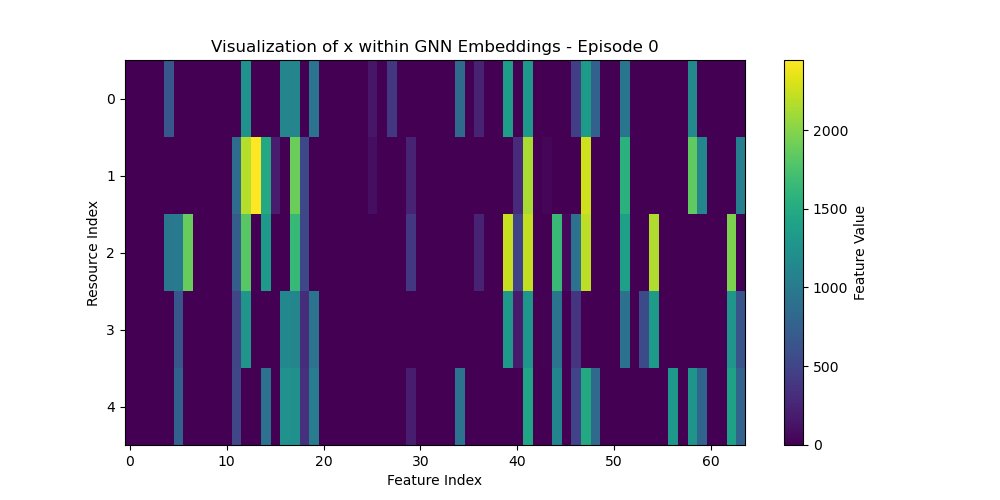 Visualization of x within GNN Embeddings - Episode 0
Resource Index
0
1
2
3
4
0 10 20 30 40 50 60
Feature Index
2000
1500
1000
500
0
Feature Value